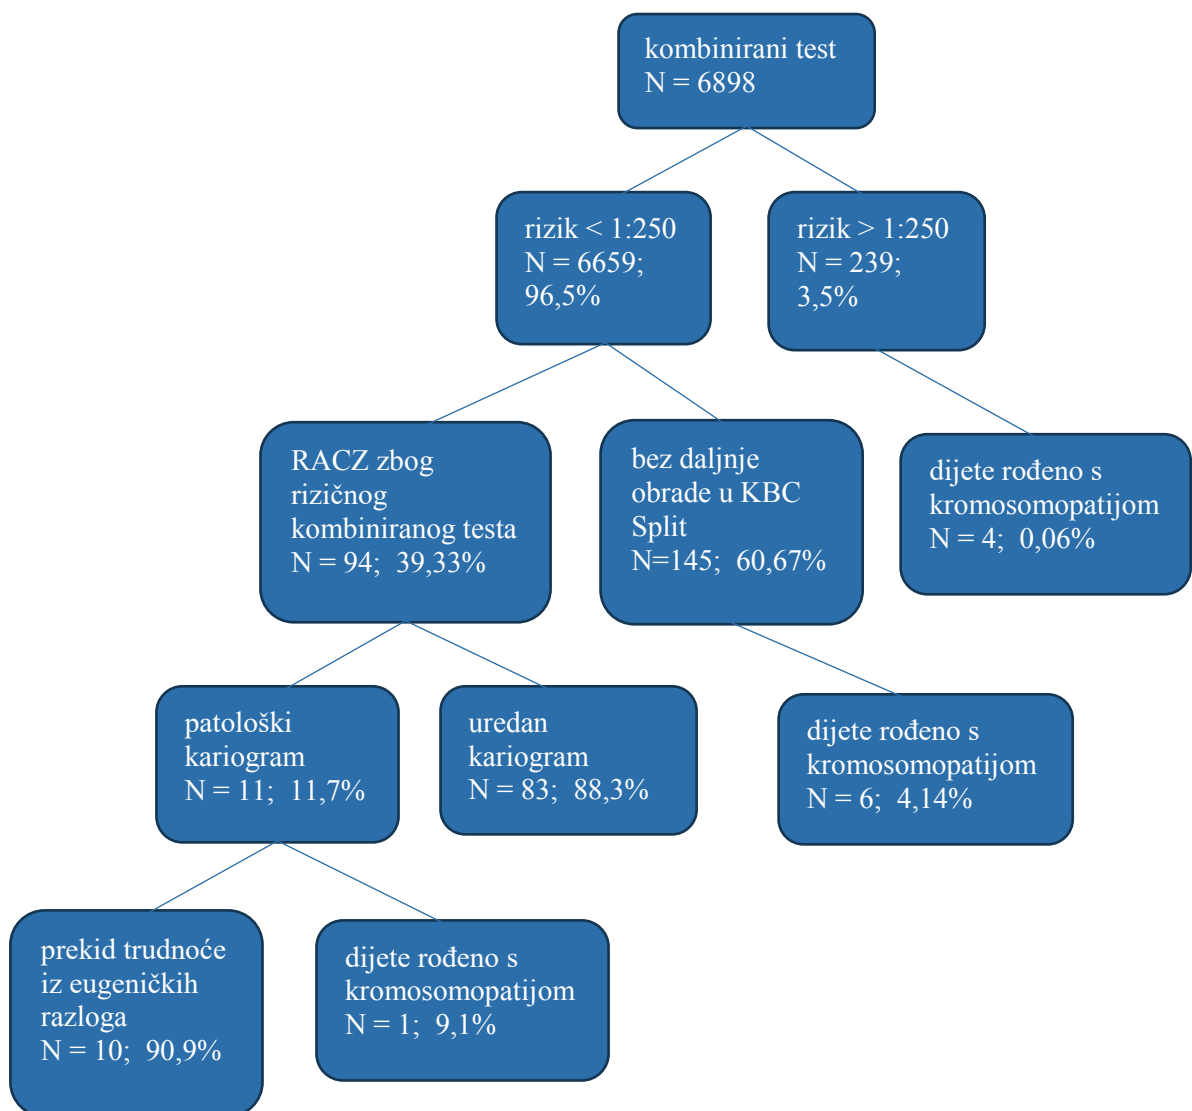 kombinirani test
N = 6898
rizik < 1:250
N = 6659;
96,5%
rizik > 1:250
N = 239;
3,5%
RACZ zbog
rizičnog
kombiniranog testa
N = 94; 39,33%
bez daljnje
obrade u KBC
Split
N=145; 60,67%
dijete rođeno s
kromosomopatijom
N = 4; 0,06%
patološki
kariogram
N = 11; 11,7%
uredan
kariogram
N = 83; 88,3%
dijete rođeno s
kromosomopatijom
N = 6; 4,14%
prekid trudnoće
iz eugeničkih
razloga
N = 10; 90,9%
dijete rođeno s
kromosomopatijom
N = 1; 9,1%